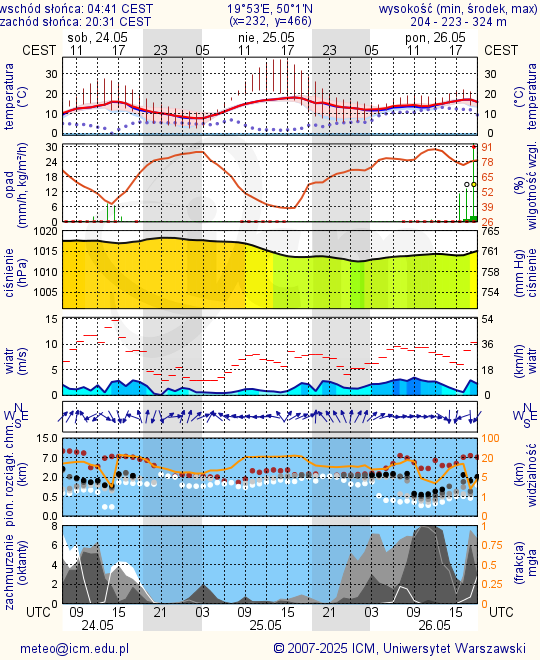 wschód słońca: 04:41 CEST 19°53'E, 50°1'N wysokość (min, środek, max)
zachód słońca: 20:31 CEST (x=232, y=466) 204 - 223 - 324 m
sob, 24.05 nie, 25.05 pon, 26.05
CEST 11 17 23 05 11 17 23 05 11 17 CEST
temperatura (°C)
30 20 10 0
30 20 10 0
temperatura (°C)
opad (mm/h, kg/m²/h)
30 24 18 12 6 0
91 78 65 52 39 26
(%) wilgotność wzgl.
ciśnienie (hPa)
1020 1015 1010 1005
765 761 758 754
(mm Hg) ciśnienie
wiatr (m/s)
15 10 5 0
54 36 18 0
(km/h) wiatr
N W E S
N W E S
pion. rozciągł. chm. (km)
15.0 7.0 2.0 0.5 0.0
100 20 5 1 0
(km) widzialność
zachmurzenie (oktanty)
8 6 4 2 0
1 0.75 0.5 0.25 0
(frakcja) mgła
UTC 09 15 21 03 09 15 21 03 09 15 UTC
24.05 25.05 26.05
meteo@icm.edu.pl © 2007-2025 ICM, Uniwersytet Warszawski